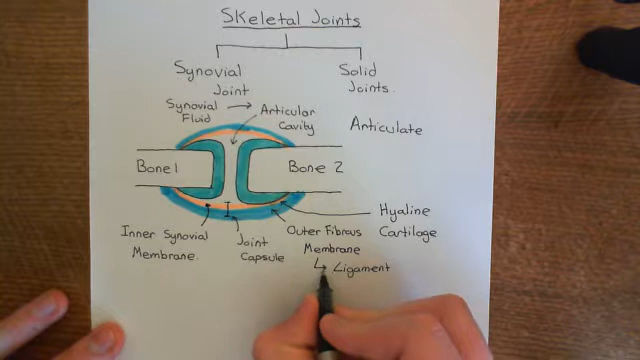 Skeletal Joints
Synovial
Joint
Solid
Joints.
Synovial
Fluid
Articular
Cavity
Articulate
Bone 1
Bone 2
Hyaline
Cartilage
Inner Synovial
Membrane.
Joint
Capsule
Outer Fibrous
Membrane
Ligament